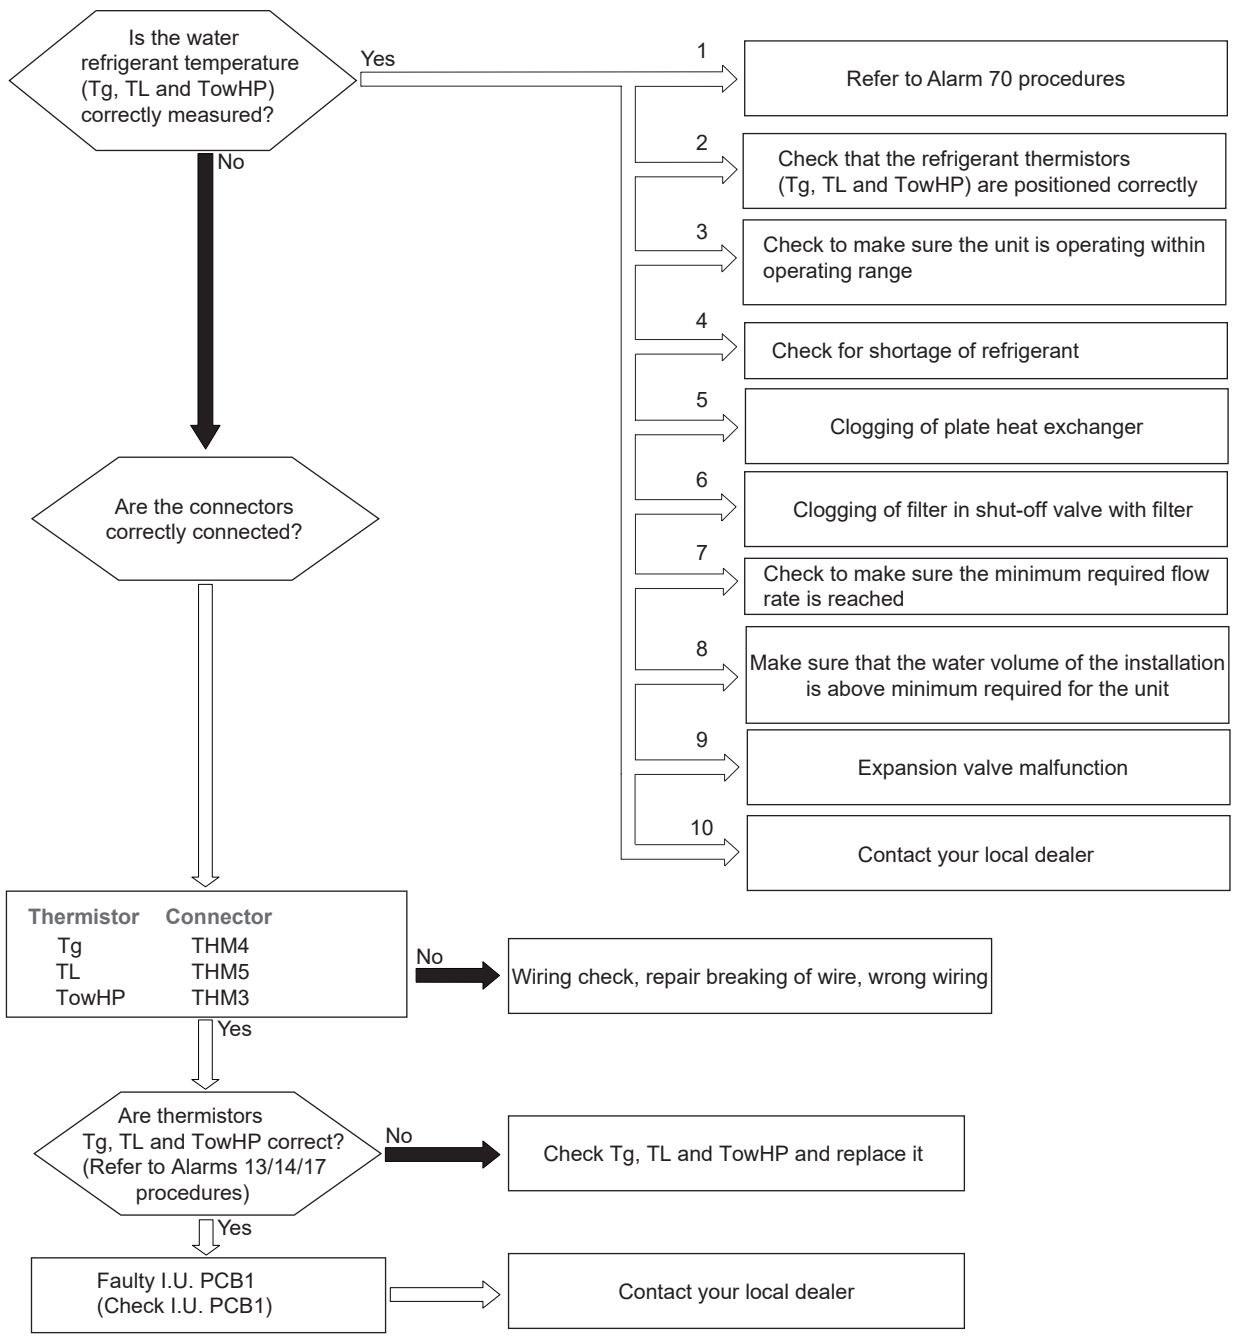 Is the water
refrigerant temperature
(Tg, TL and TowHP)
correctly measured?
Yes
No
1
Refer to Alarm 70 procedures
2
Check that the refrigerant thermistors
(Tg, TL and TowHP) are positioned correctly
3
Check to make sure the unit is operating within
operating range
4
Check for shortage of refrigerant
5
Clogging of plate heat exchanger
6
Clogging of filter in shut-off valve with filter
7
Check to make sure the minimum required flow
rate is reached
8
Make sure that the water volume of the installation
is above minimum required for the unit
9
Expansion valve malfunction
10
Contact your local dealer
Are the connectors
correctly connected?
Thermistor Connector
Tg THM4
TL THM5
TowHP THM3
No
Wiring check, repair breaking of wire, wrong wiring
Yes
Are thermistors
Tg, TL and TowHP correct?
(Refer to Alarms 13/14/17
procedures)
No
Check Tg, TL and TowHP and replace it
Yes
Faulty I.U. PCB1
(Check I.U. PCB1)
Contact your local dealer